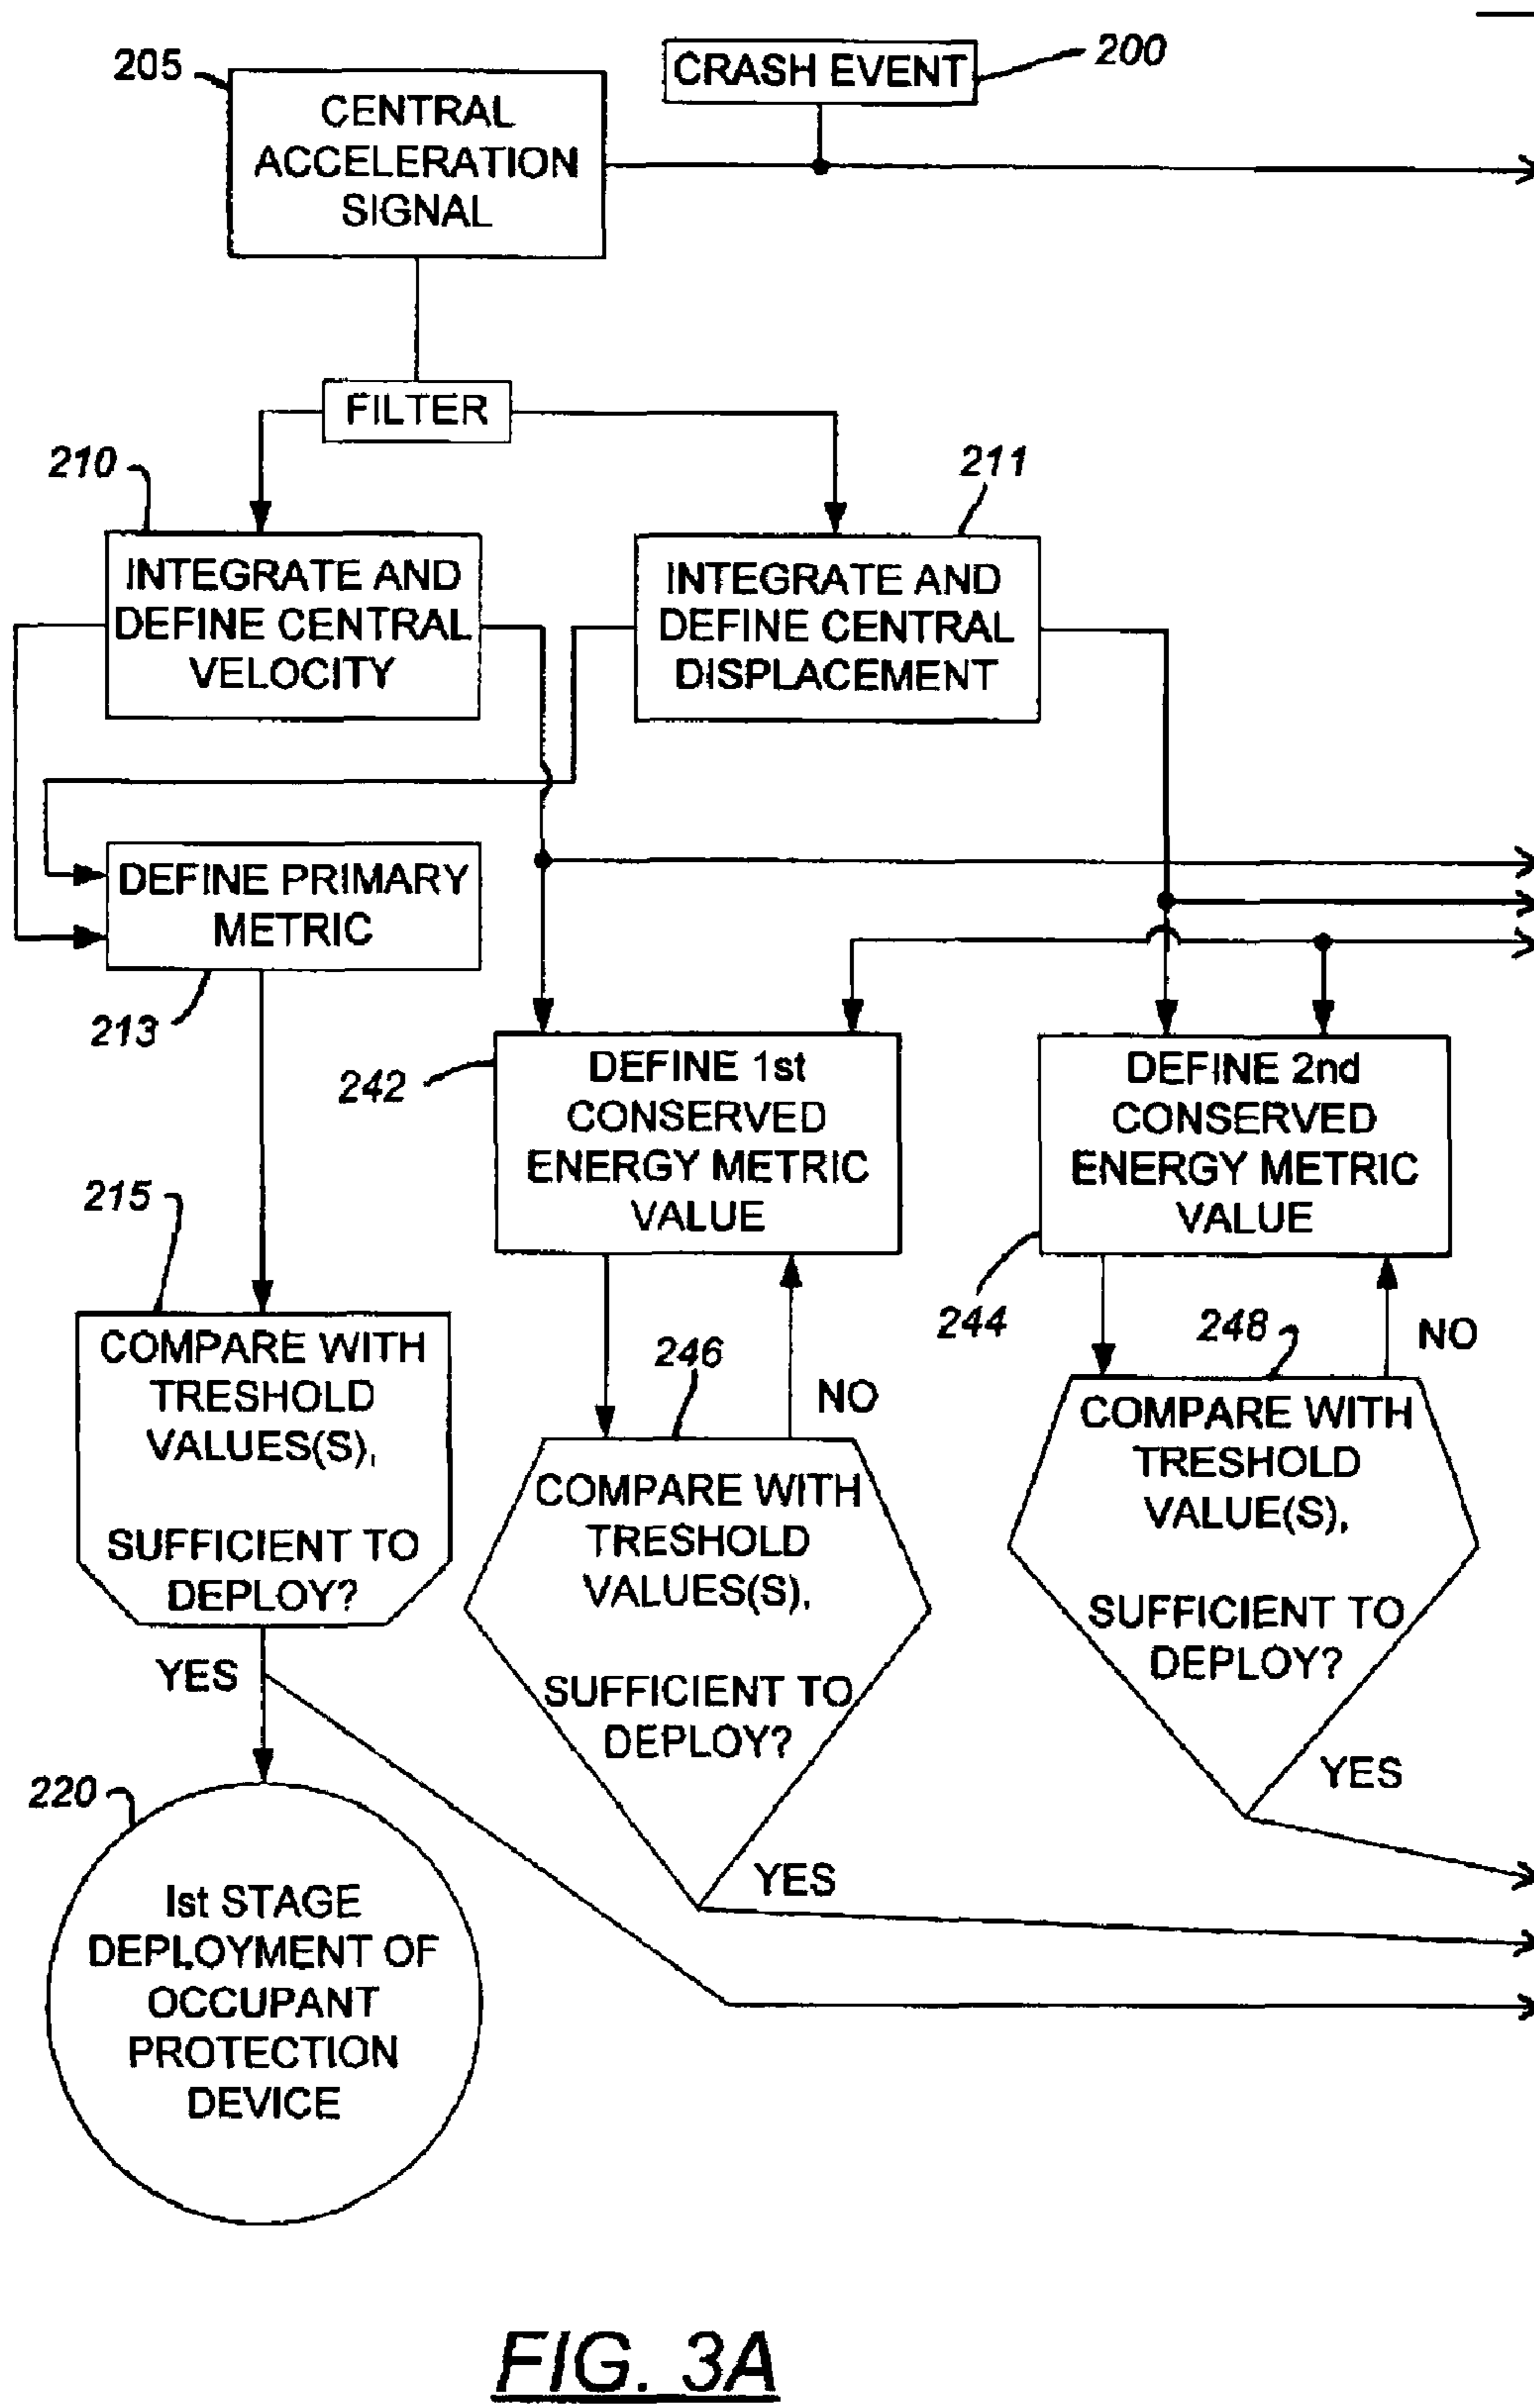 205
CENTRAL
ACCELERATION
SIGNAL
CRASH EVENT
200
FILTER
210
INTEGRATE AND
DEFINE CENTRAL
VELOCITY
211
INTEGRATE AND
DEFINE CENTRAL
DISPLACEMENT
DEFINE PRIMARY
METRIC
213
242
DEFINE 1st
CONSERVED
ENERGY METRIC
VALUE
DEFINE 2nd
CONSERVED
ENERGY METRIC
VALUE
244
215
COMPARE WITH
TRESHOLD
VALUES(S),
SUFFICIENT TO
DEPLOY?
YES
246
NO
COMPARE WITH
TRESHOLD
VALUES(S),
SUFFICIENT TO
DEPLOY?
YES
248
NO
COMPARE WITH
TRESHOLD
VALUE(S),
SUFFICIENT TO
DEPLOY?
YES
220
Ist STAGE
DEPLOYMENT OF
OCCUPANT
PROTECTION
DEVICE
FIG. 3A